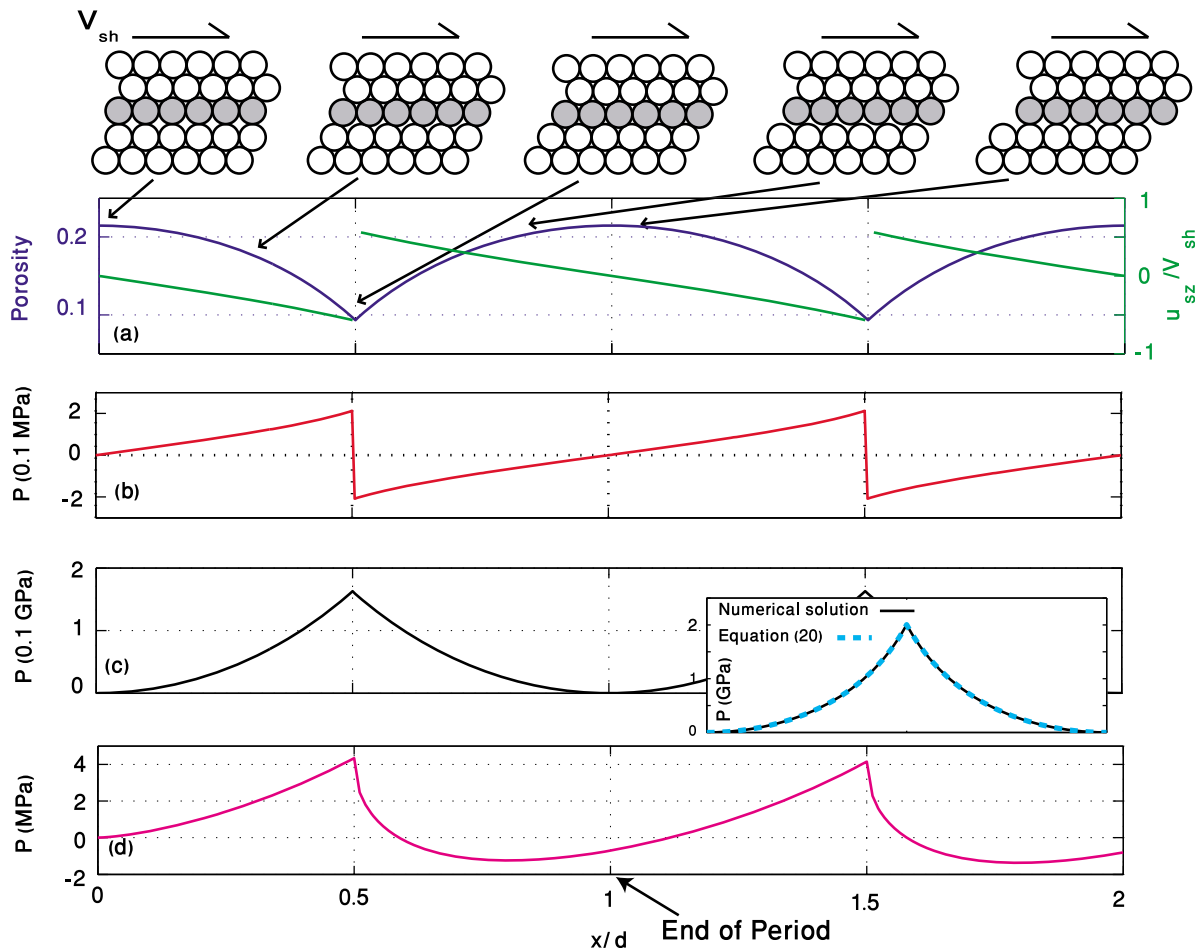 V sh
Porosity
0.2
0.1
(a)
1
0
-1
u sz /V sh
P (0.1 MPa)
2
0
-2
(b)
P (0.1 GPa)
2
1
0
(c)
Numerical solution
Equation (20)
P (GPa)
2
1
0
P (MPa)
4
2
0
-2
(d)
0 0.5 1 1.5 2
x/d
End of Period